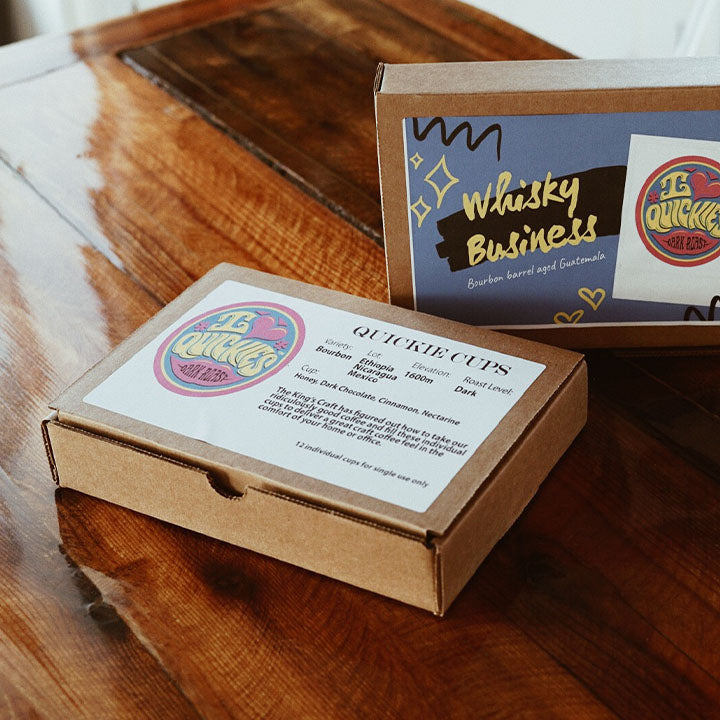 Whisky
Business
Bourbon barrel aged Guatemala
I
QUICKIES
DARK ROAST
I
QUICKIES
DARK ROAST
QUICKIE CUPS
Variety: Lot: Elevation: Roast Level:
Bourbon Ethiopia 1600m Dark
Nicaragua
Mexico
Cup:
Honey, Dark Chocolate, Cinnamon, Nectarine
The King's Craft has figured out how to take our
ridiculously good coffee and fill these individual
cups to deliver a great craft coffee feel in the
comfort of your home or office.
12 individual cups for single use only